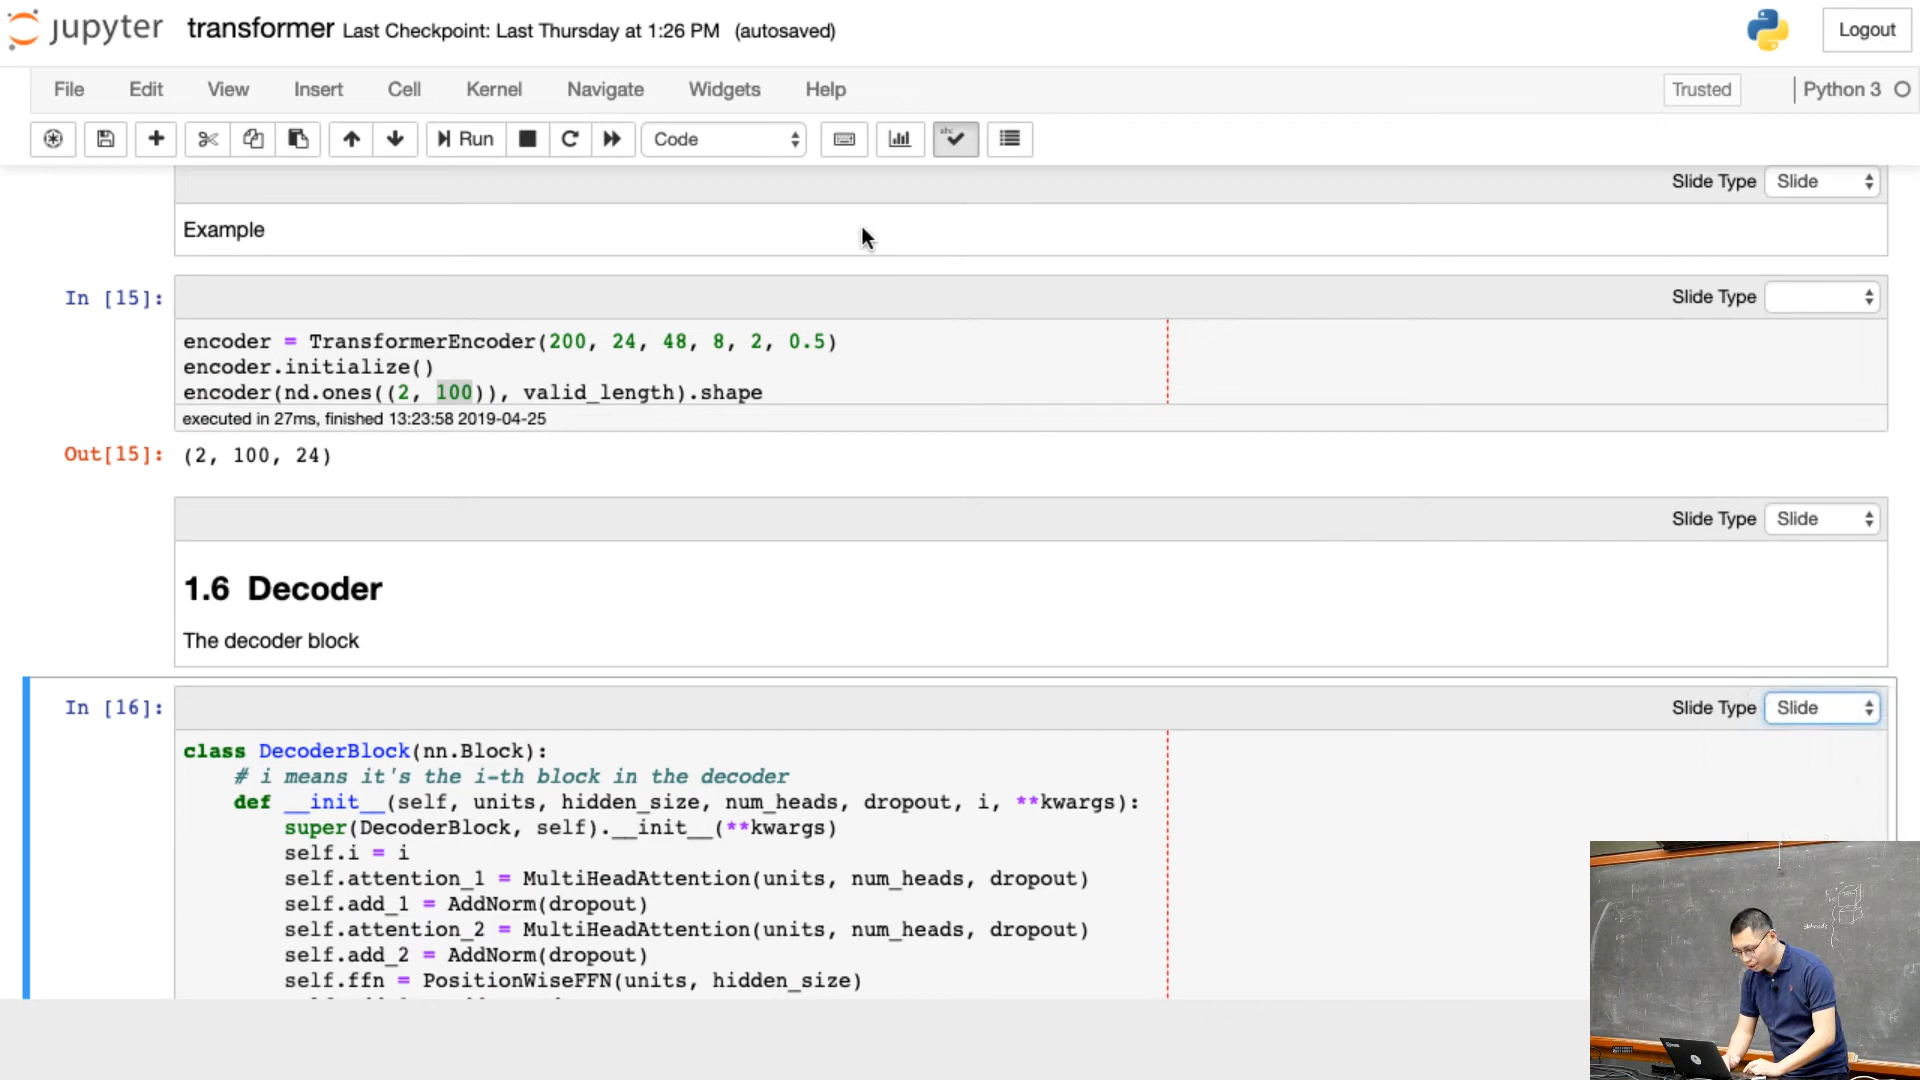 jupyter transformer Last Checkpoint: Last Thursday at 1:26 PM (autosaved) Logout
File Edit View Insert Cell Kernel Navigate Widgets Help Trusted Python 3
Run Code abc
Slide Type Slide
Example
In [15]: Slide Type
encoder = TransformerEncoder(200, 24, 48, 8, 2, 0.5)
encoder.initialize()
encoder(nd.ones((2, 100)), valid_length).shape
executed in 27ms, finished 13:23:58 2019-04-25
Out[15]: (2, 100, 24)
Slide Type Slide
1.6 Decoder
The decoder block
In [16]: Slide Type Slide
class DecoderBlock(nn.Block):
# i means it's the i-th block in the decoder
def __init__(self, units, hidden_size, num_heads, dropout, i, **kwargs):
super(DecoderBlock, self).__init__(**kwargs)
self.i = i
self.attention_1 = MultiHeadAttention(units, num_heads, dropout)
self.add_1 = AddNorm(dropout)
self.attention_2 = MultiHeadAttention(units, num_heads, dropout)
self.add_2 = AddNorm(dropout)
self.ffn = PositionWiseFFN(units, hidden_size)